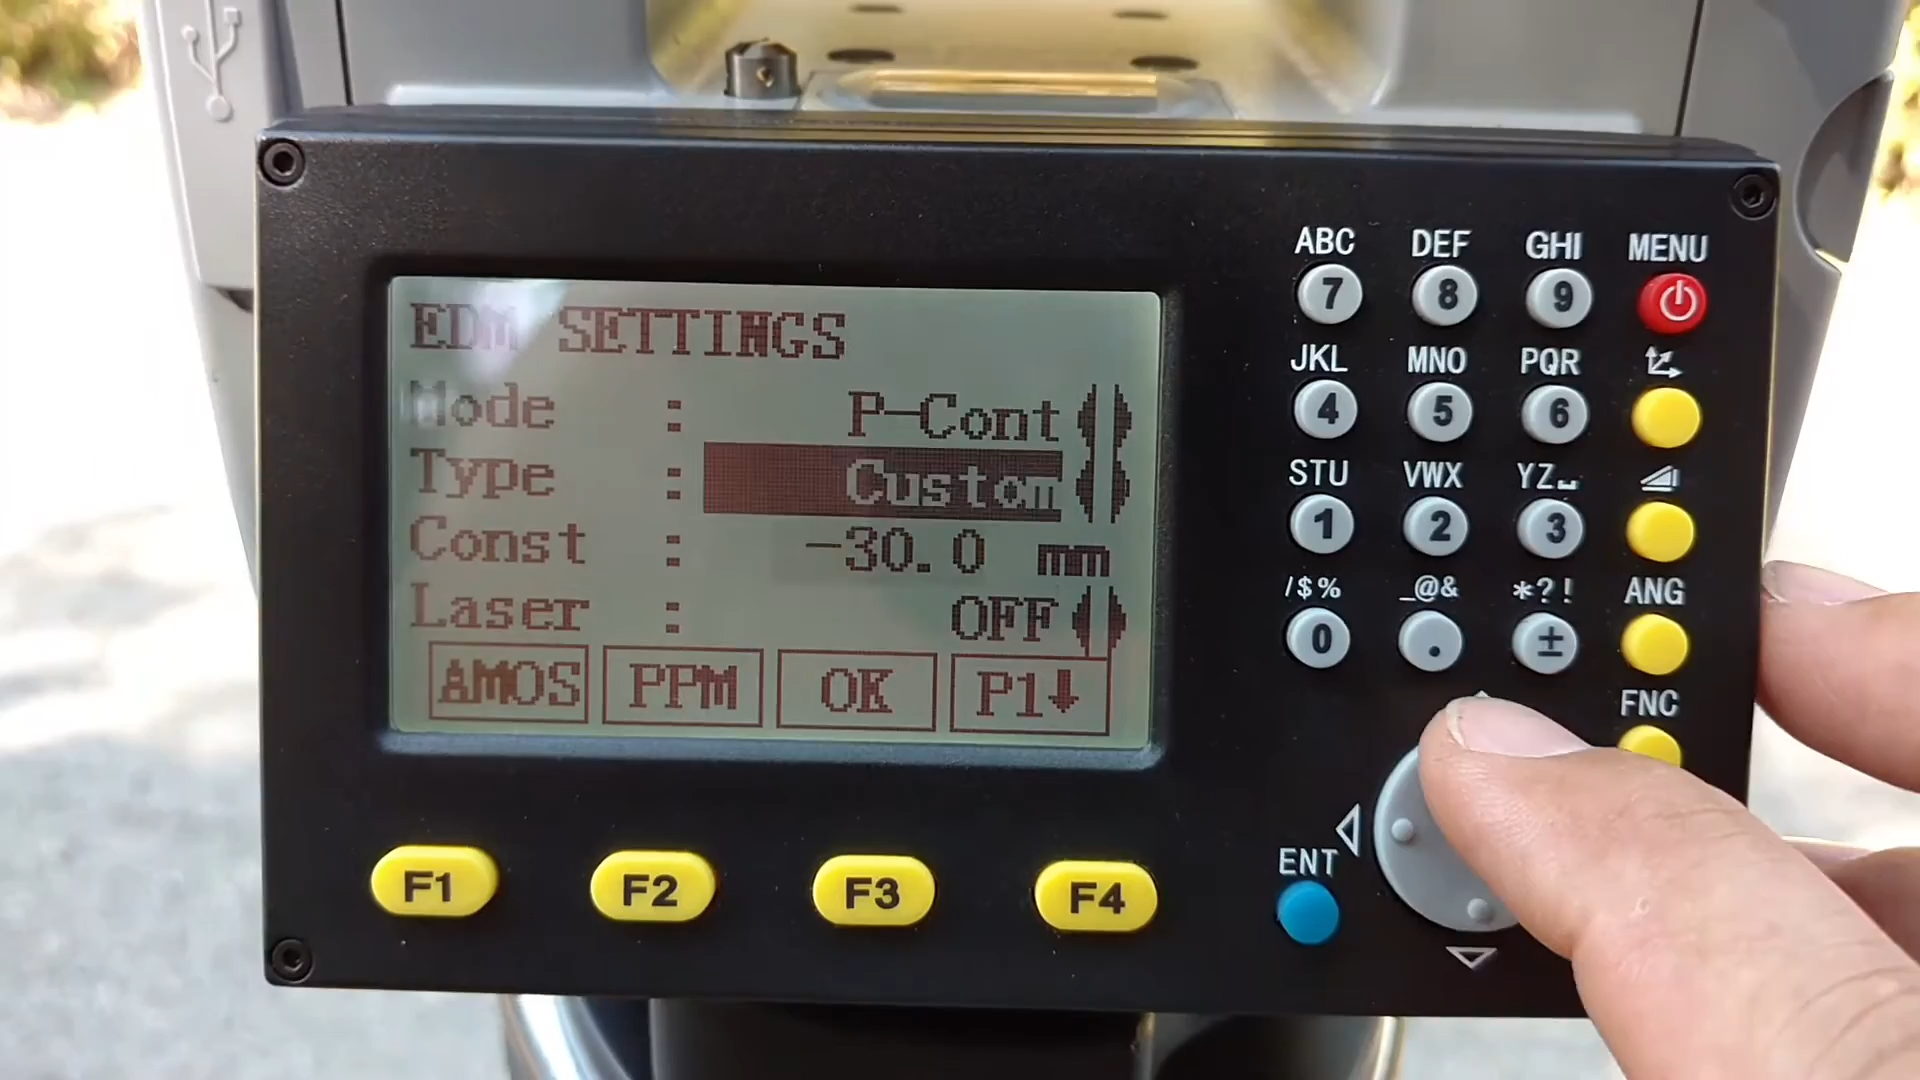 EDM SETTINGS
Mode : P-Cont
Type : Custom
Const : -30.0 mm
Laser : OFF
AMOS PPM OK P1↓
ABC DEF GHI MENU
7 8 9
JKL MNO PQR
4 5 6
STU VWX YZ␣
1 2 3
/$% _@& *?! ANG
0 . ±
FNC
ENT
F1 F2 F3 F4